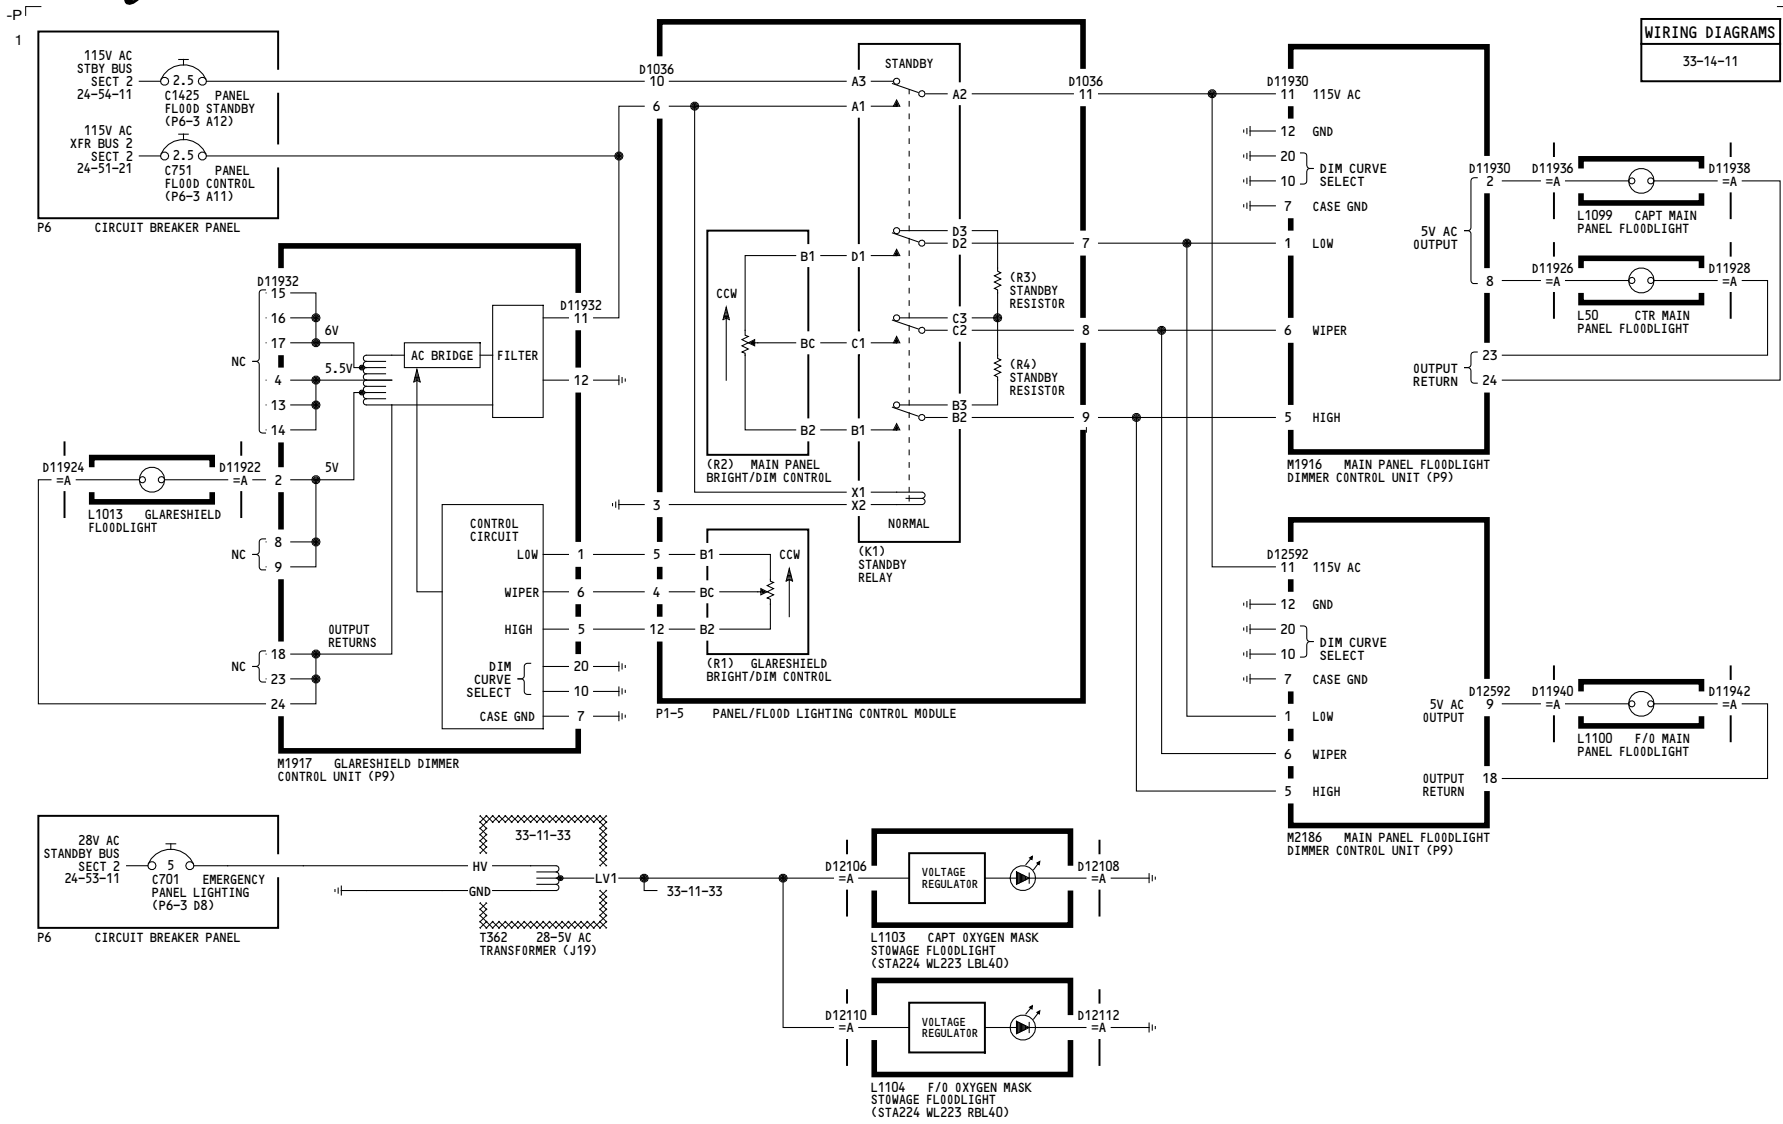 -P
1
WIRING DIAGRAMS
33-14-11
115V AC
STBY BUS
SECT 2
24-54-11
2.5
C1425 PANEL
FLOOD STANDBY
(P6-3 A12)
115V AC
XFR BUS 2
SECT 2
24-51-21
2.5
C751 PANEL
FLOOD CONTROL
(P6-3 A11)
P6 CIRCUIT BREAKER PANEL
D1036
10
6
A3
A1
STANDBY
A2
D1036
11
D3
D2
7
B1
D1
CCW
(R3)
STANDBY
RESISTOR
C3
C2
8
BC
C1
(R4)
STANDBY
RESISTOR
B3
B2
9
B2
B1
(R2) MAIN PANEL
BRIGHT/DIM CONTROL
X1
X2
3
NORMAL
(K1)
STANDBY
RELAY
5
B1
CCW
4
BC
12
B2
(R1) GLARESHIELD
BRIGHT/DIM CONTROL
P1-5 PANEL/FLOOD LIGHTING CONTROL MODULE
D11932
15
16
17
NC
4
13
14
6V
5.5V
5V
AC BRIDGE
FILTER
D11932
11
12
D11924
=A
D11922
=A
2
L1013 GLARESHIELD
FLOODLIGHT
NC
8
9
OUTPUT
RETURNS
NC
18
23
24
CONTROL
CIRCUIT
LOW
1
WIPER
6
HIGH
5
DIM
CURVE
SELECT
20
10
CASE GND
7
M1917 GLARESHIELD DIMMER
CONTROL UNIT (P9)
D11930
11 115V AC
12 GND
20
10
DIM CURVE
SELECT
7 CASE GND
1 LOW
6 WIPER
5 HIGH
5V AC
OUTPUT
D11930
2
8
OUTPUT
RETURN
23
24
M1916 MAIN PANEL FLOODLIGHT
DIMMER CONTROL UNIT (P9)
D11936
=A
D11938
=A
L1099 CAPT MAIN
PANEL FLOODLIGHT
D11926
=A
D11928
=A
L50 CTR MAIN
PANEL FLOODLIGHT
D12592
11 115V AC
12 GND
20
10
DIM CURVE
SELECT
7 CASE GND
1 LOW
6 WIPER
5 HIGH
5V AC
OUTPUT
D12592
9
OUTPUT
RETURN
18
M2186 MAIN PANEL FLOODLIGHT
DIMMER CONTROL UNIT (P9)
D11940
=A
D11942
=A
L1100 F/O MAIN
PANEL FLOODLIGHT
28V AC
STANDBY BUS
SECT 2
24-53-11
5
C701 EMERGENCY
PANEL LIGHTING
(P6-3 D8)
P6 CIRCUIT BREAKER PANEL
33-11-33
HV
GND
LV1
33-11-33
T362 28-5V AC
TRANSFORMER (J19)
D12106
=A
VOLTAGE
REGULATOR
D12108
=A
L1103 CAPT OXYGEN MASK
STOWAGE FLOODLIGHT
(STA224 WL223 LBL40)
D12110
=A
VOLTAGE
REGULATOR
D12112
=A
L1104 F/O OXYGEN MASK
STOWAGE FLOODLIGHT
(STA224 WL223 RBL40)